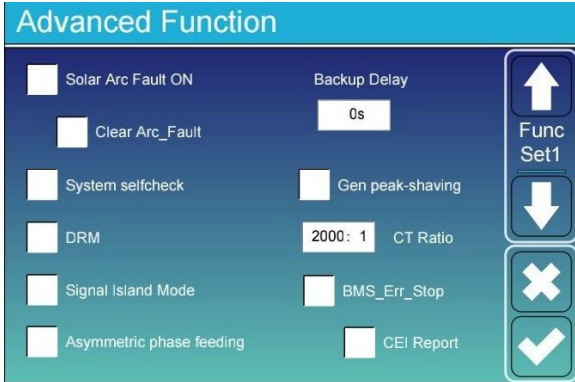 Advanced Function
Solar Arc Fault ON
Backup Delay
0s
Clear Arc_Fault
System selfcheck
Gen peak-shaving
DRM
2000: 1 CT Ratio
Signal Island Mode
BMS_Err_Stop
Asymmetric phase feeding
CEI Report
Func
Set1